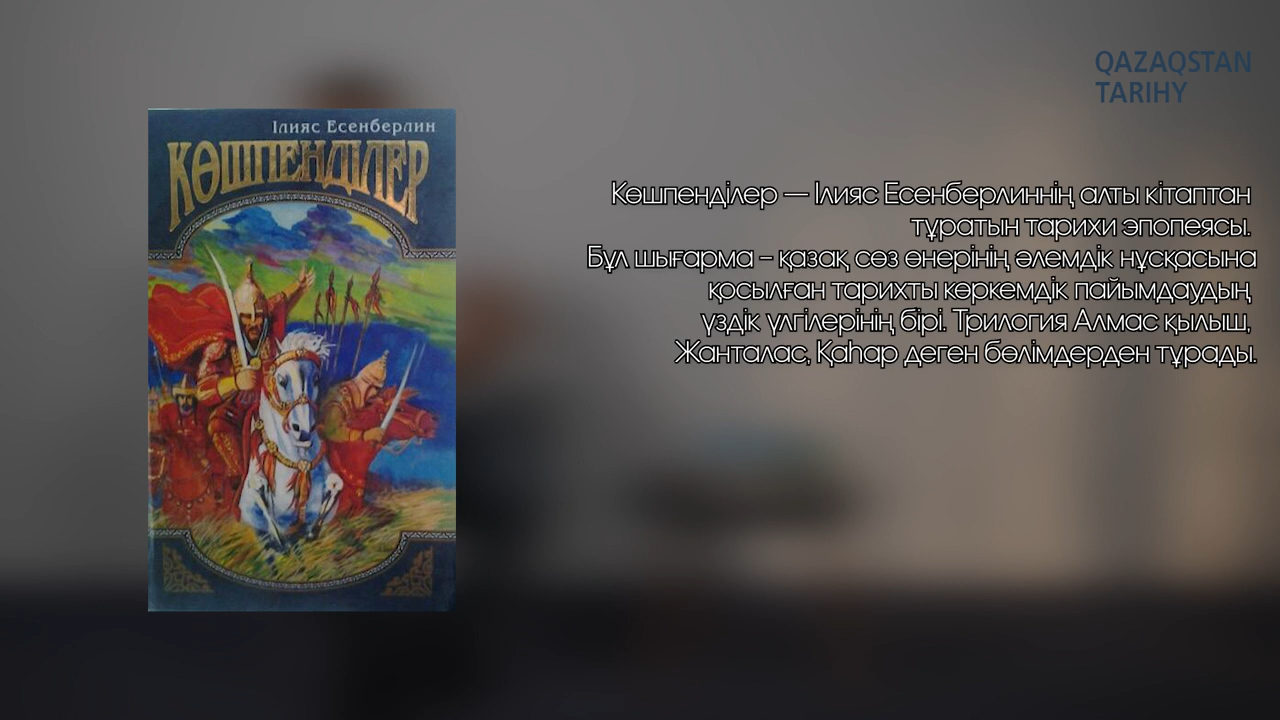 QAZAQSTAN
TARIHY
Ілияс Есенберлин
КӨШПЕНДІЛЕР
Көшпенділер — Ілияс Есенберлиннің алты кітаптан
тұратын тарихи эпопеясы.
Бұл шығарма – қазақ сөз өнерінің әлемдік нұсқасына
қосылған тарихты көркемдік пайымдаудың
үздік үлгілерінің бірі. Трилогия Алмас қылыш,
Жанталас, Қаһар деген бөлімдерден тұрады.